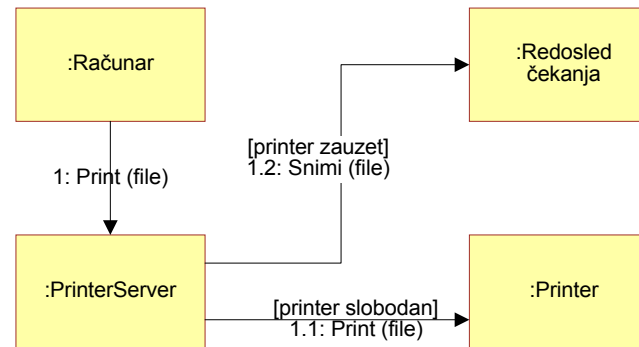 :Računar
:Redosled
čekanja
[printer zauzet]
1.2: Snimi (file)
1: Print (file)
:PrinterServer
[printer slobodan]
1.1: Print (file)
:Printer